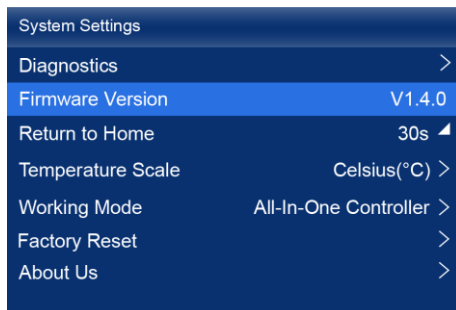 System Settings
Diagnostics >
Firmware Version V1.4.0
Return to Home 30s
Temperature Scale Celsius(°C) >
Working Mode All-In-One Controller >
Factory Reset >
About Us >